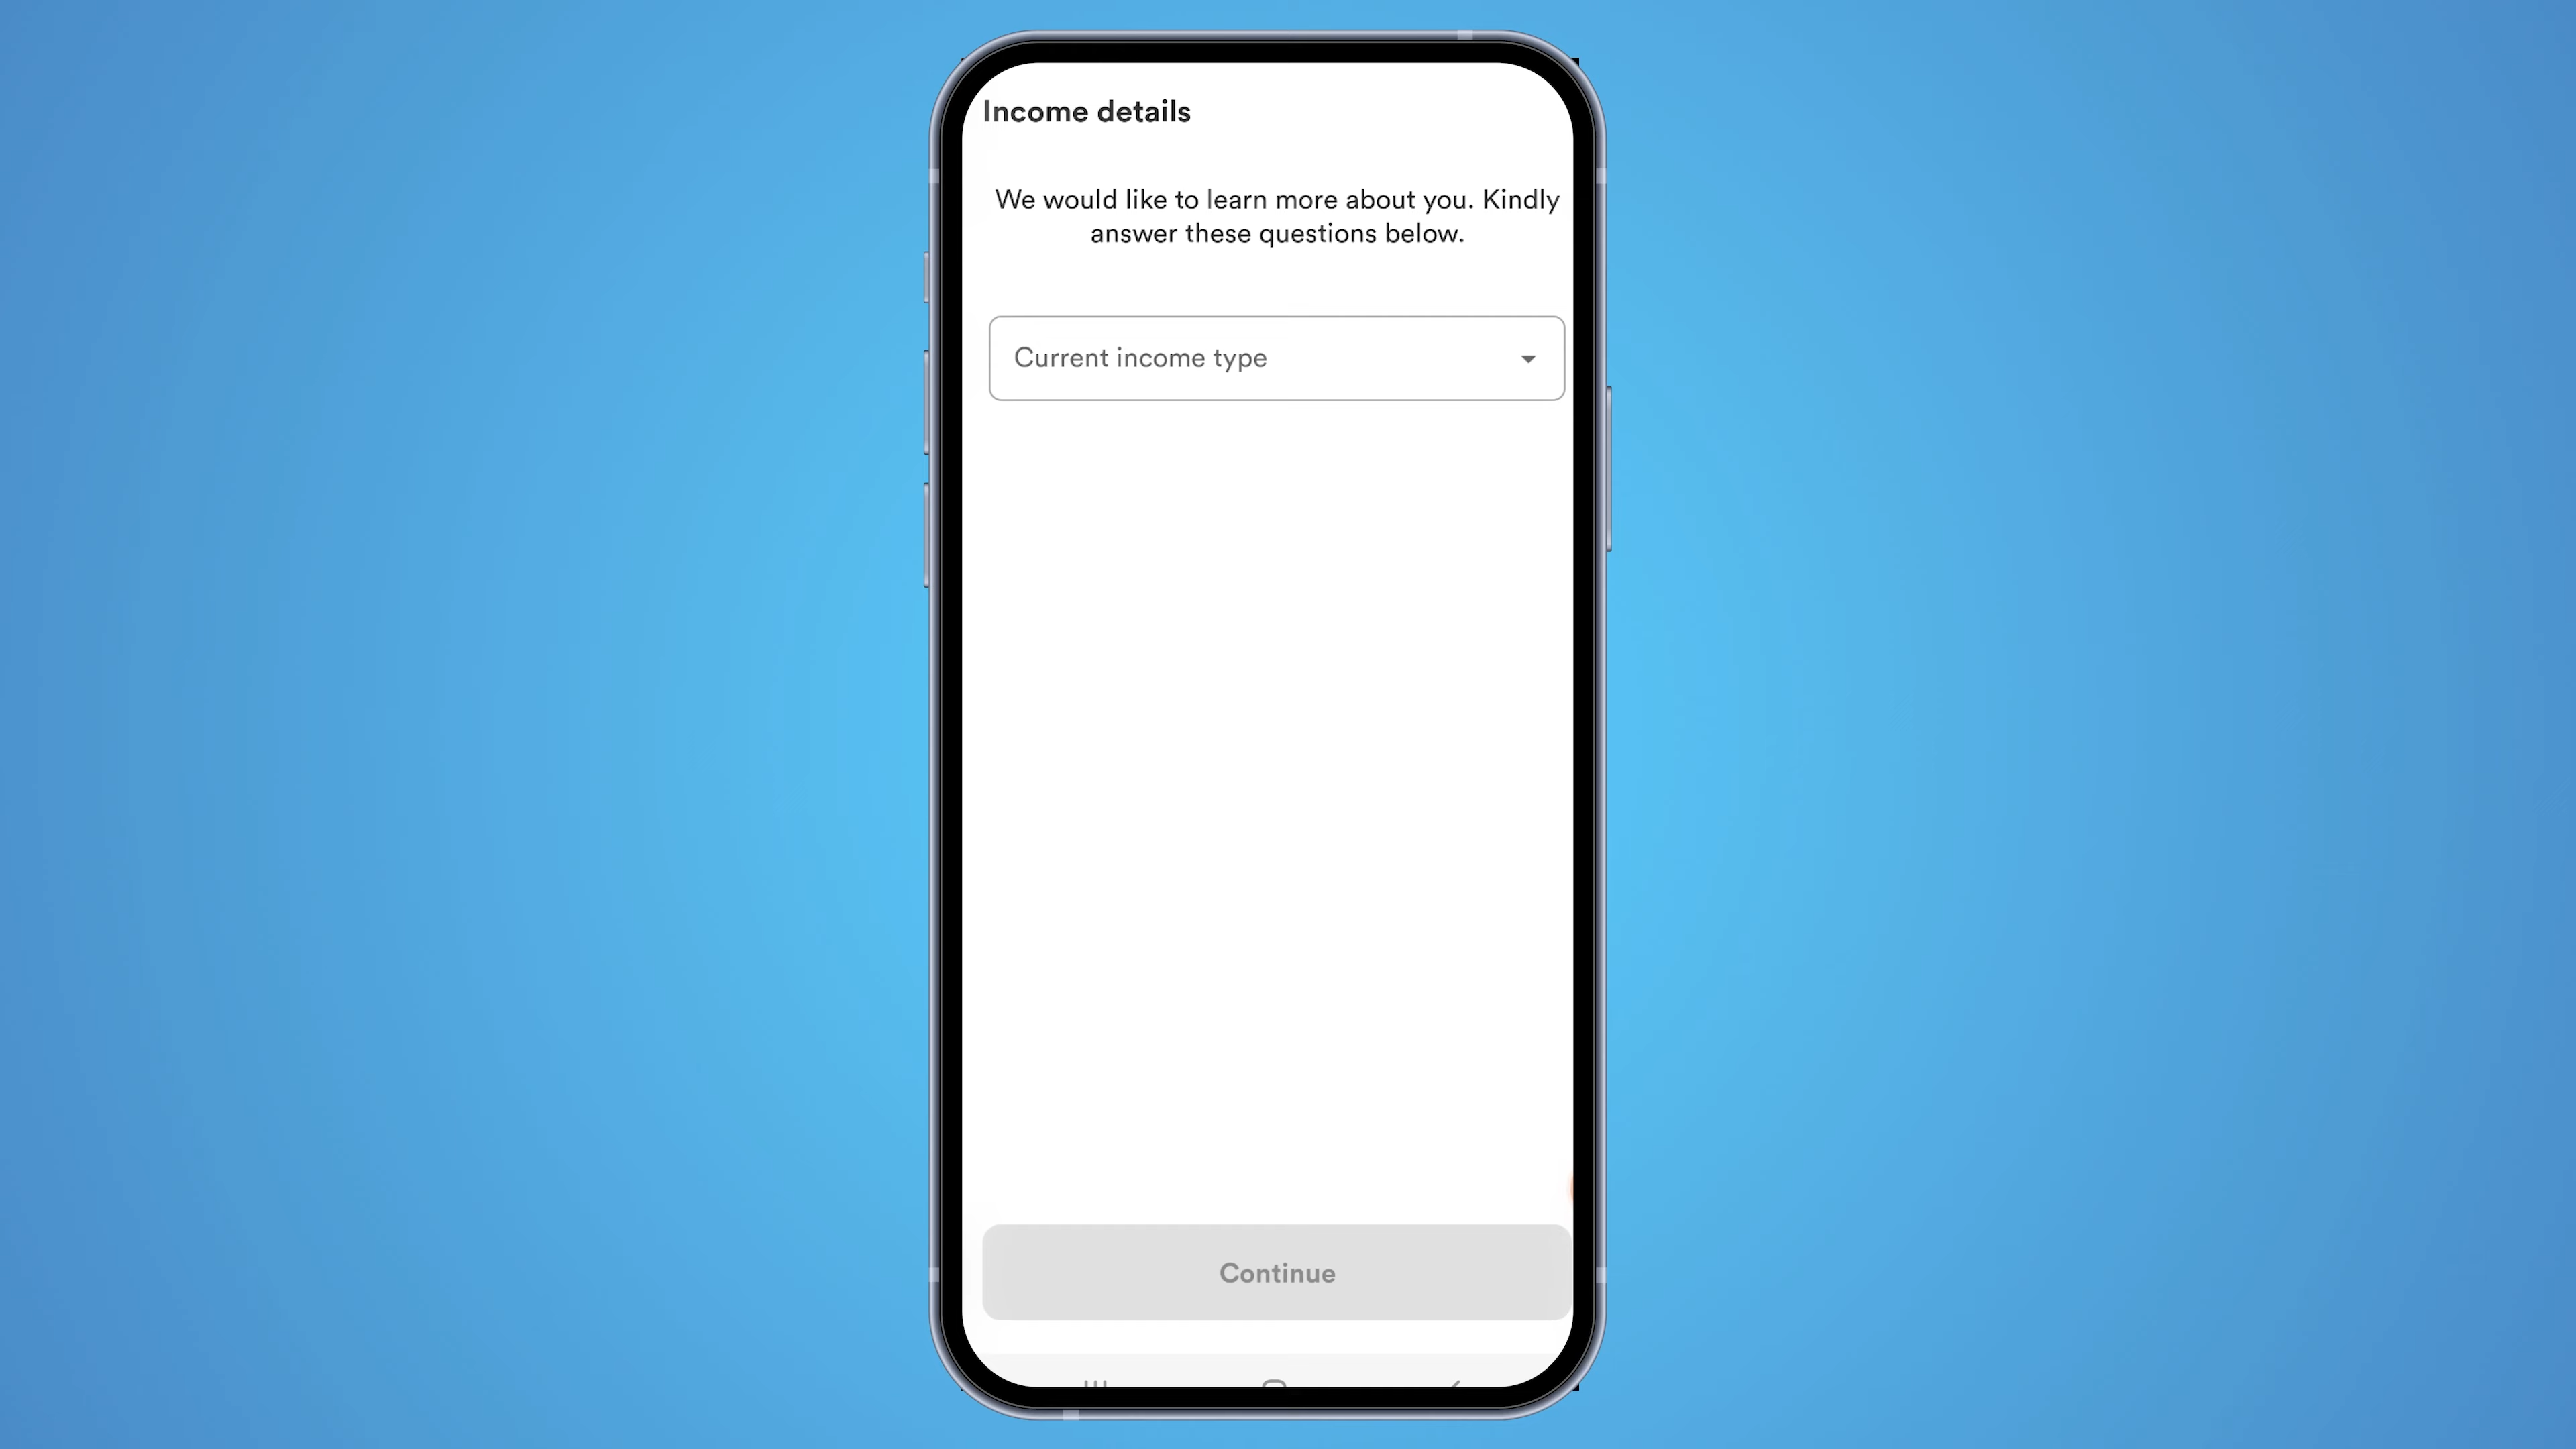 Income details
We would like to learn more about you. Kindly
answer these questions below.
Current income type
Continue